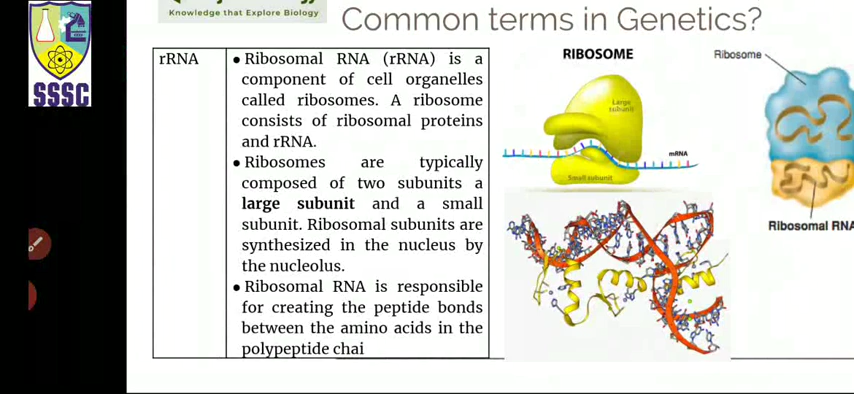 Knowledge that Explore Biology
Common terms in Genetics?
SSSC
rRNA
● Ribosomal RNA (rRNA) is a
component of cell organelles
called ribosomes. A ribosome
consists of ribosomal proteins
and rRNA.
● Ribosomes are typically
composed of two subunits a
large subunit and a small
subunit. Ribosomal subunits are
synthesized in the nucleus by
the nucleolus.
● Ribosomal RNA is responsible
for creating the peptide bonds
between the amino acids in the
polypeptide chai
RIBOSOME
Large
subunit
mRNA
Small subunit
Ribosome
Ribosomal RNA